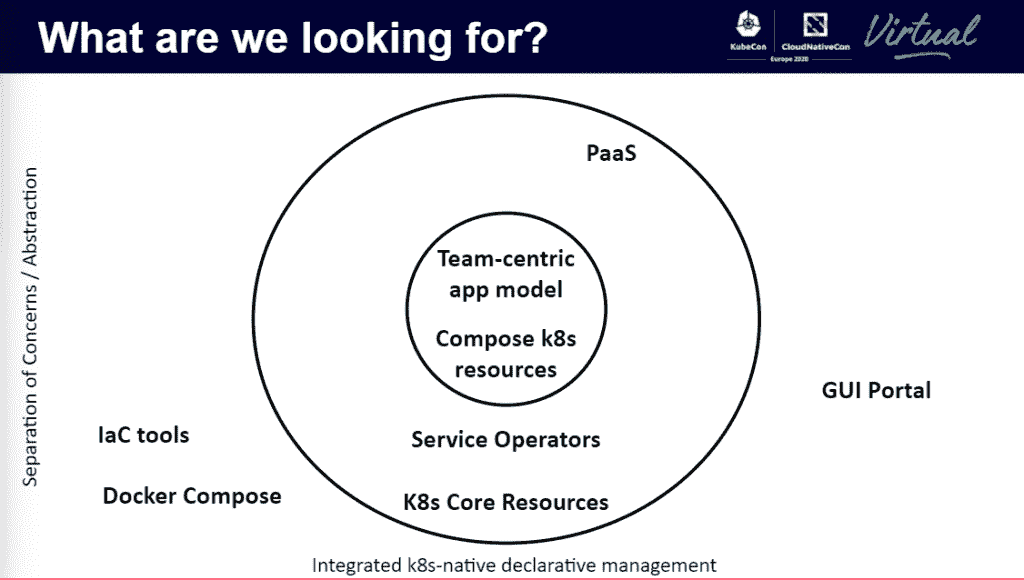 What are we looking for?
KubeCon
CloudNativeCon
Europe 2020
Virtual
PaaS
Team-centric
app model
Compose k8s
resources
GUI Portal
IaC tools
Service Operators
Docker Compose
K8s Core Resources
Separation of Concerns / Abstraction
Integrated k8s-native declarative management